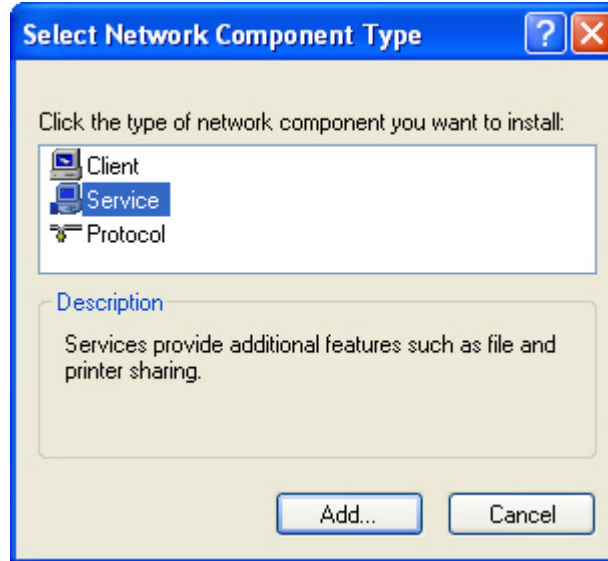 Select Network Component Type
Click the type of network component you want to install:
Client
Service
Protocol
Description
Services provide additional features such as file and
printer sharing.
Add...
Cancel